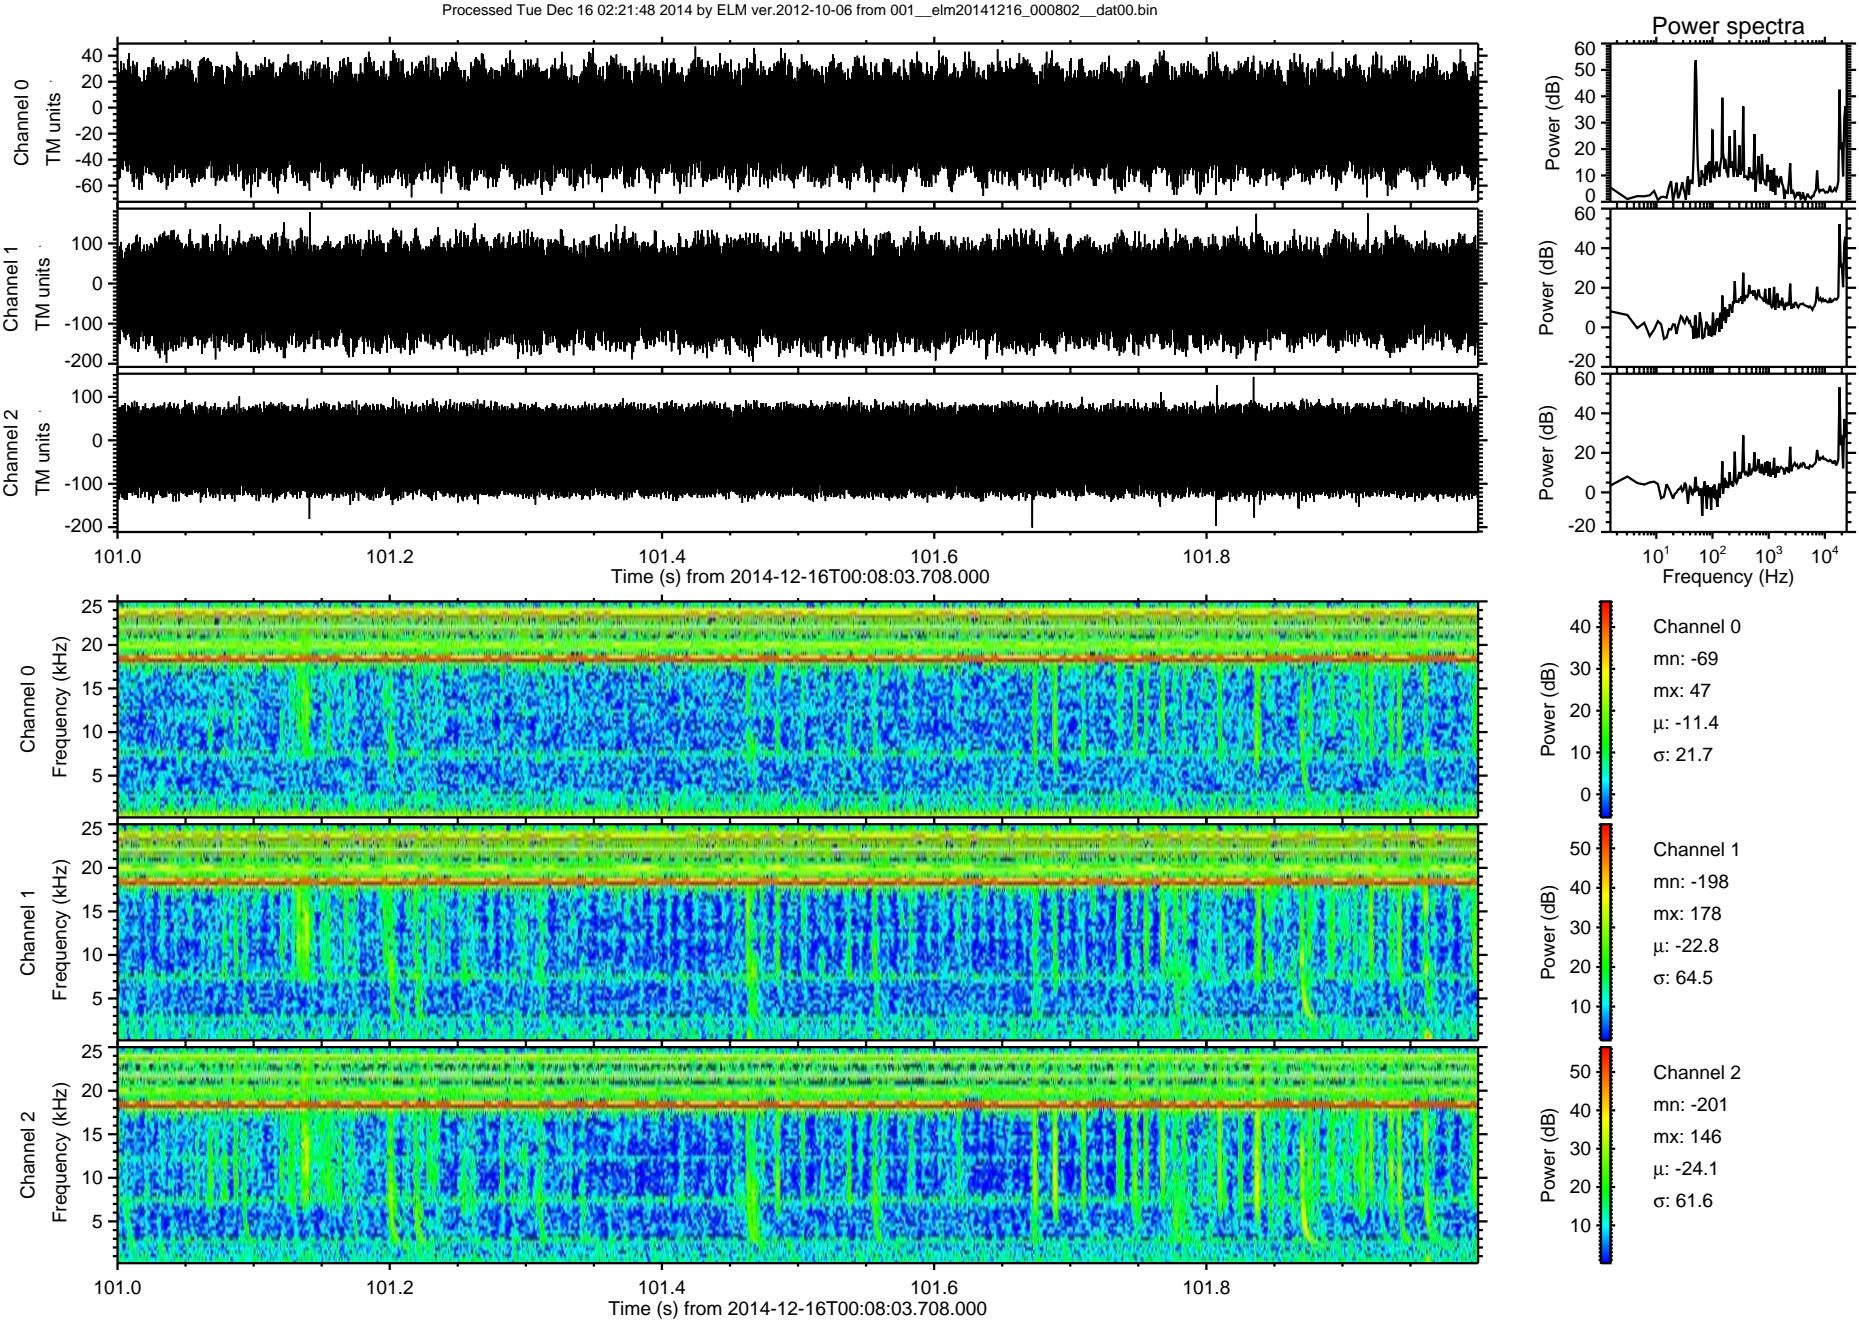 Processed Tue Dec 16 02:21:48 2014 by ELM ver.2012-10-06 from 001__elm20141216_000802__dat00.bin
Power spectra
Channel 0
TM units
40
20
0
-20
-40
-60
Power (dB)
60
50
40
30
20
10
0
Channel 1
TM units
100
0
-100
-200
Power (dB)
60
40
20
0
-20
Channel 2
TM units
100
0
-100
-200
Power (dB)
60
40
20
0
-20
101.0 101.2 101.4 101.6 101.8
Time (s) from 2014-12-16T00:08:03.708.000
10¹ 10² 10³ 10⁴
Frequency (Hz)
Channel 0
Frequency (kHz)
25
20
15
10
5
Power (dB)
40
30
20
10
0
Channel 0
mn: -69
mx: 47
μ: -11.4
σ: 21.7
Channel 1
Frequency (kHz)
25
20
15
10
5
Power (dB)
50
40
30
20
10
Channel 1
mn: -198
mx: 178
μ: -22.8
σ: 64.5
Channel 2
Frequency (kHz)
25
20
15
10
5
Power (dB)
50
40
30
20
10
Channel 2
mn: -201
mx: 146
μ: -24.1
σ: 61.6
101.0 101.2 101.4 101.6 101.8
Time (s) from 2014-12-16T00:08:03.708.000